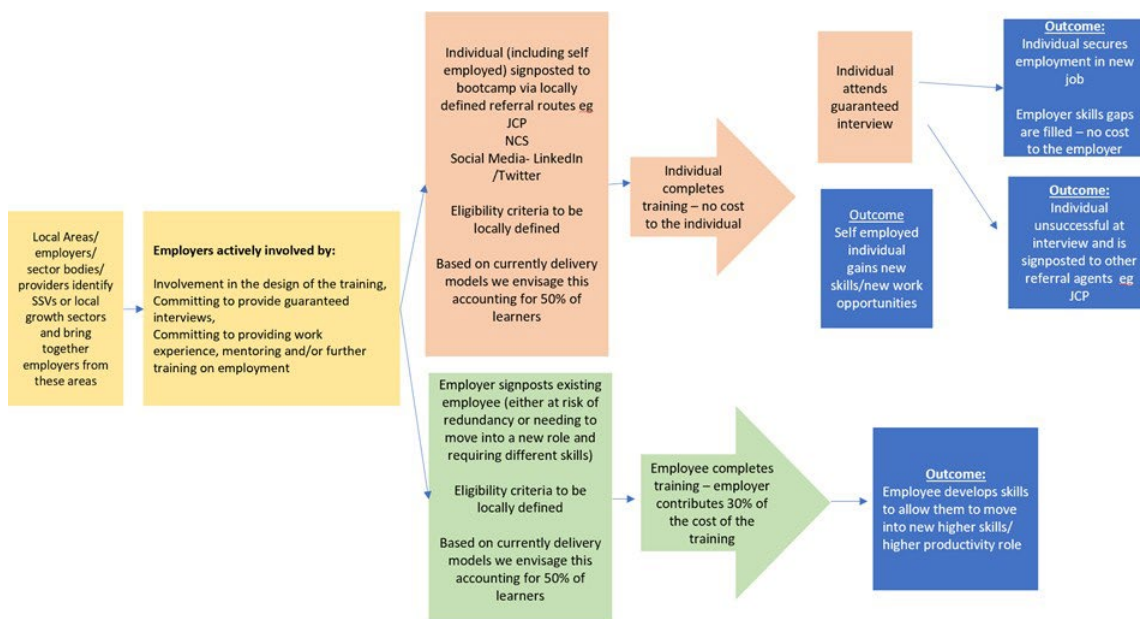 Local Areas/
employers/
sector bodies/
providers identify
SSVs or local
growth sectors
and bring
together
employers from
these areas
Employers actively involved by:
Involvement in the design of the training,
Committing to provide guaranteed
interviews,
Committing to providing work
experience, mentoring and/or further
training on employment
Individual (including self
employed) signposted to
bootcamp via locally
defined referral routes eg
JCP
NCS
Social Media- LinkedIn
/Twitter
Eligibility criteria to be
locally defined
Based on currently delivery
models we envisage this
accounting for 50% of
learners
Individual
completes
training – no cost
to the individual
Individual
attends
guaranteed
interview
Outcome:
Individual secures
employment in new
job
Employer skills gaps
are filled – no cost
to the employer
Outcome
Self employed
individual
gains new
skills/new work
opportunities
Outcome:
Individual
unsuccessful at
interview and is
signposted to other
referral agents eg
JCP
Employer signposts existing
employee (either at risk of
redundancy or needing to
move into a new role and
requiring different skills)
Eligibility criteria to be
locally defined
Based on currently delivery
models we envisage this
accounting for 50% of
learners
Employee completes
training – employer
contributes 30% of
the cost of the
training
Outcome:
Employee develops skills
to allow them to move
into new higher skills/
higher productivity role